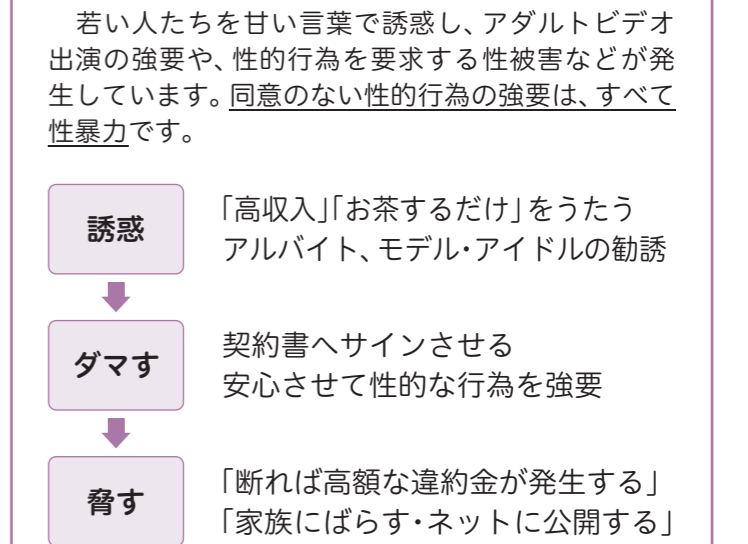 若い人たちを甘い言葉で誘惑し、アダルトビデオ
出演の強要や、性的行為を要求する性被害などが発
生しています。同意のない性的行為の強要は、すべて
性暴力です。
誘惑
「高収入」「お茶するだけ」をうたう
アルバイト、モデル・アイドルの勧誘
ダマす
契約書へサインさせる
安心させて性的な行為を強要
脅す
「断れば高額な違約金が発生する」
「家族にばらす・ネットに公開する」